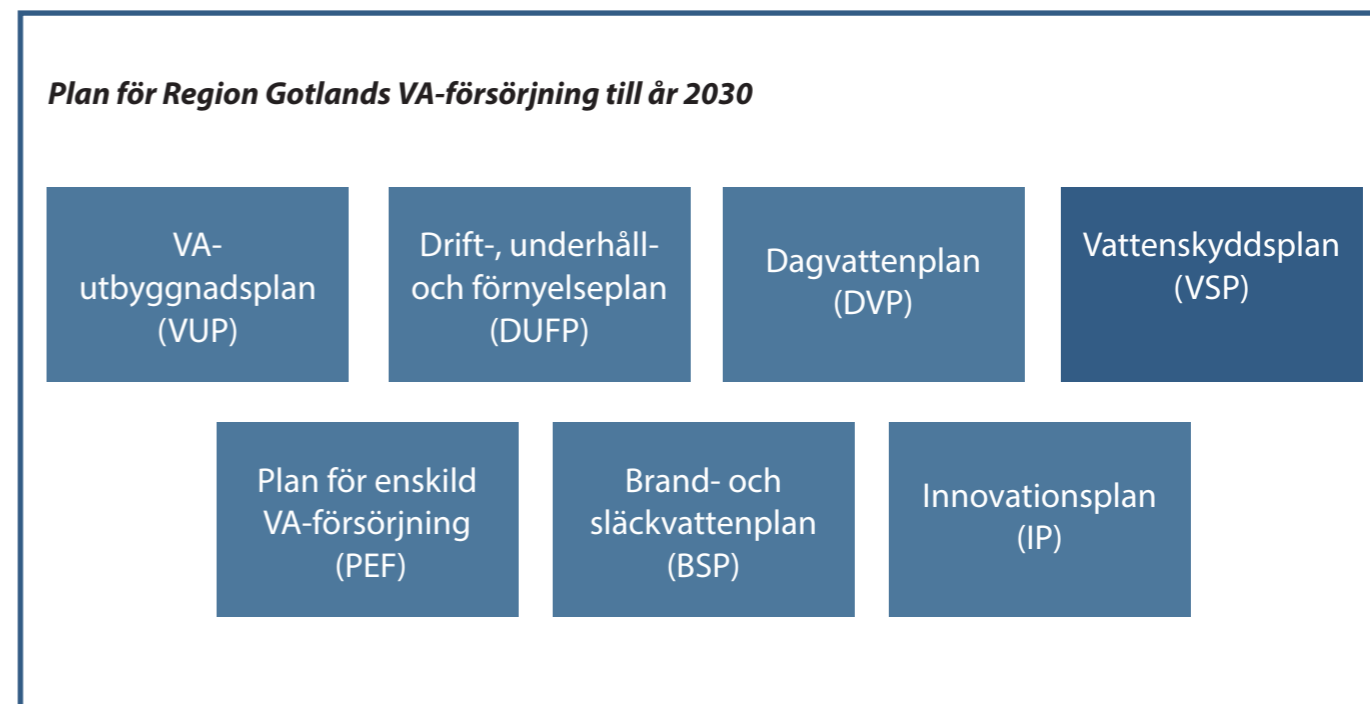 Plan för Region Gotlands VA-försörjning till år 2030
VA-
utbyggnadsplan
(VUP)
Drift-, underhåll-
och förnyelseplan
(DUFP)
Dagvattenplan
(DVP)
Vattenskyddsplan
(VSP)
Plan för enskild
VA-försörjning
(PEF)
Brand- och
släckvattenplan
(BSP)
Innovationsplan
(IP)